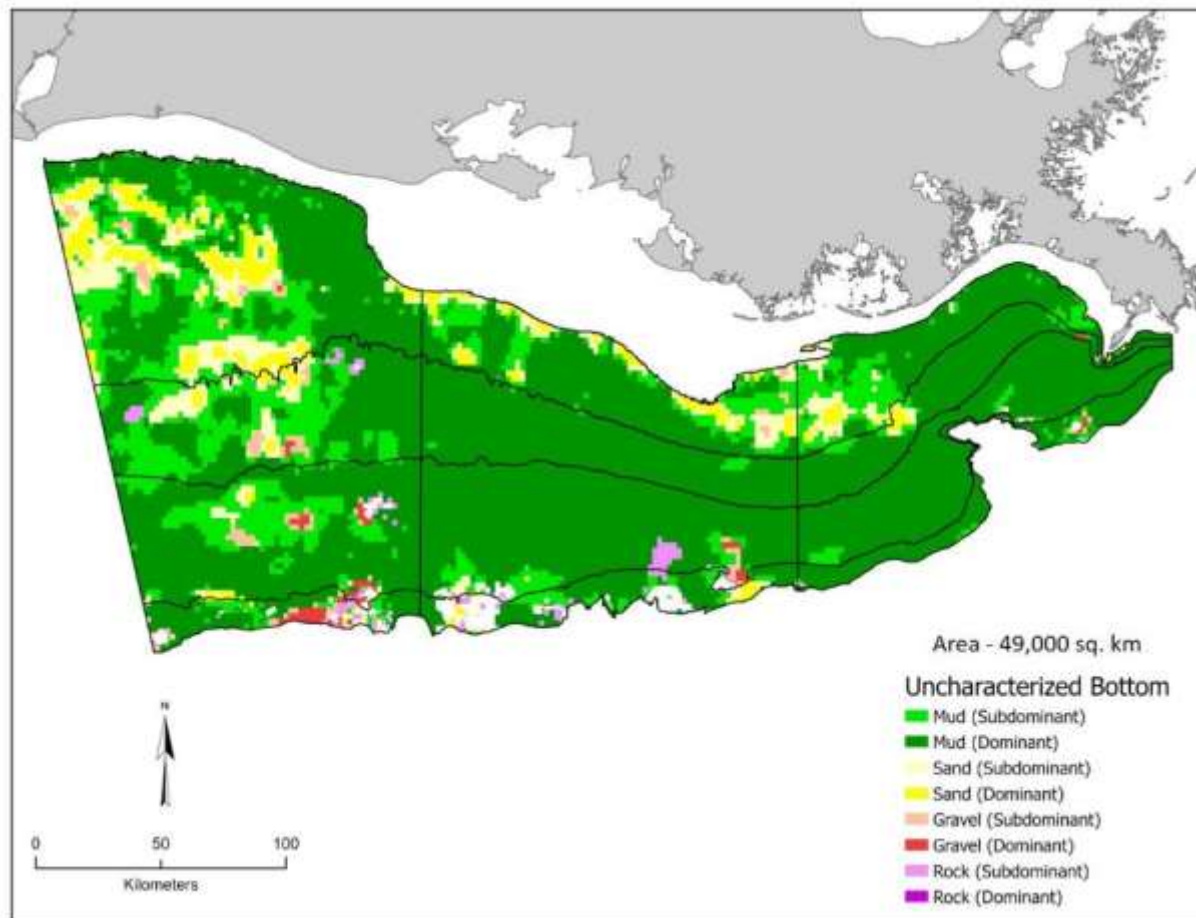 Area - 49,000 sq. km
Uncharacterized Bottom
Mud (Subdominant)
Mud (Dominant)
Sand (Subdominant)
Sand (Dominant)
Gravel (Subdominant)
Gravel (Dominant)
Rock (Subdominant)
Rock (Dominant)
N
0 50 100
Kilometers